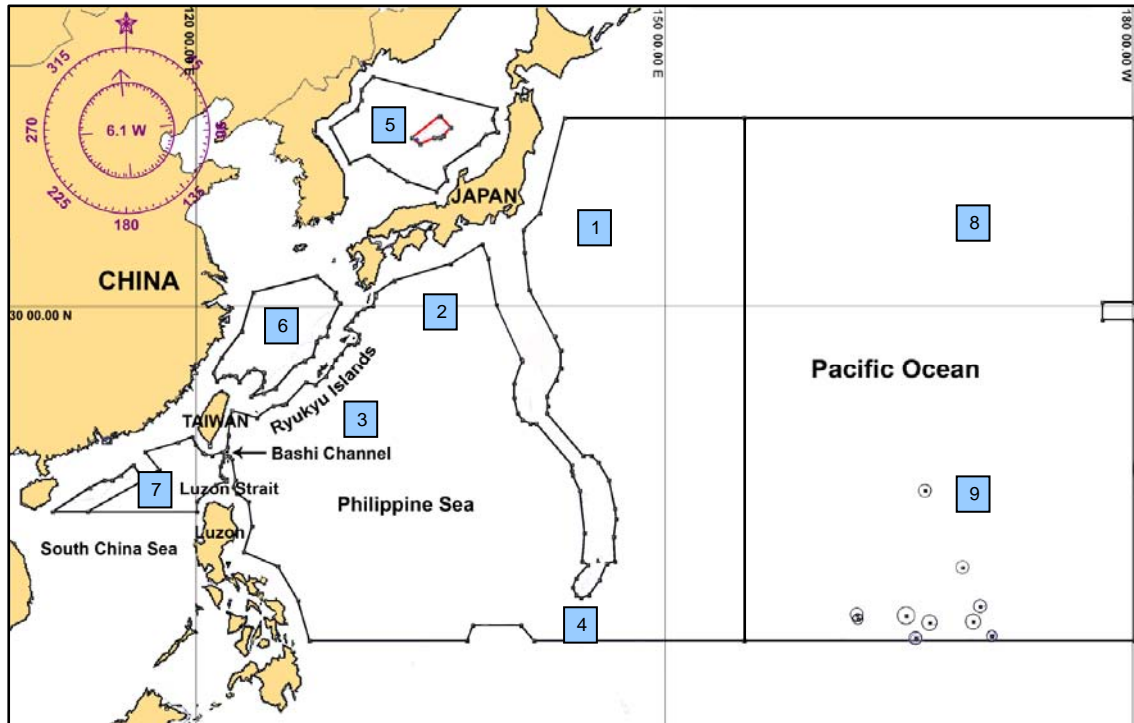 120 00.00 E
150 00.00 E
180 00.00 W
315
45
270
6.1 W
90
225
135
180
5
JAPAN
1
8
CHINA
30 00.00 N
6
2
Pacific Ocean
Ryukyu Islands
TAIWAN
3
Bashi Channel
7
Luzon Strait
Philippine Sea
9
Luzon
South China Sea
4